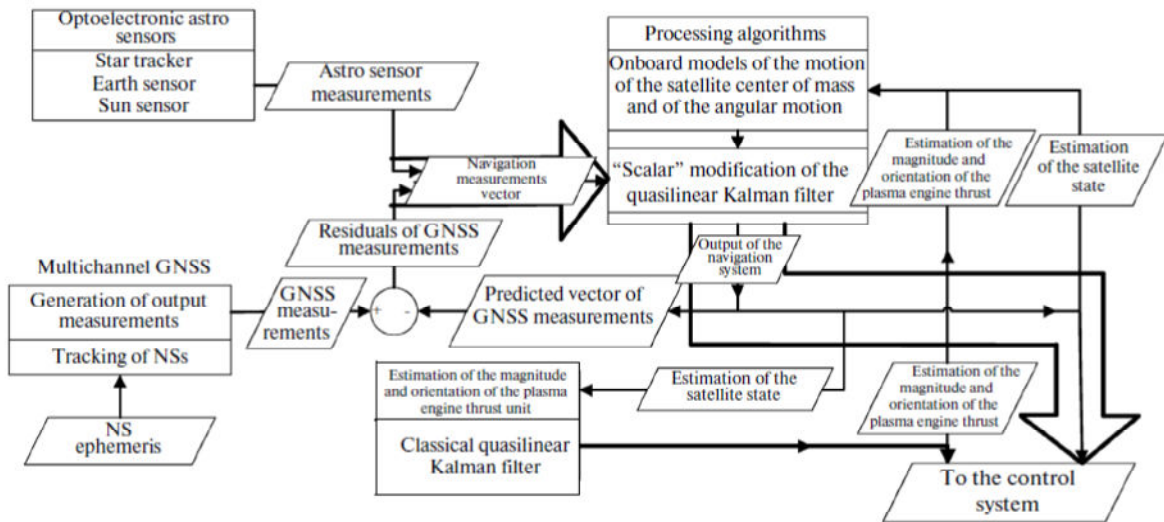 Optoelectronic astro
sensors
Star tracker
Earth sensor
Sun sensor
Astro sensor
measurements
Processing algorithms
Onboard models of the motion
of the satellite center of mass
and of the angular motion
“Scalar” modification of the
quasilinear Kalman filter
Navigation
measurements
vector
Estimation of the
magnitude and
orientation of the
plasma engine thrust
Estimation
of the satellite
state
Residuals of GNSS
measurements
Output of the
navigation
system
Multichannel GNSS
Generation of output
measurements
Tracking of NSs
GNSS
measu-
rements
+ -
Predicted vector of
GNSS measurements
NS
ephemeris
Estimation of the magnitude
and orientation of the plasma
engine thrust unit
Classical quasilinear
Kalman filter
Estimation of the
satellite state
Estimation of the
magnitude and
orientation of the
plasma engine thrust
To the control
system